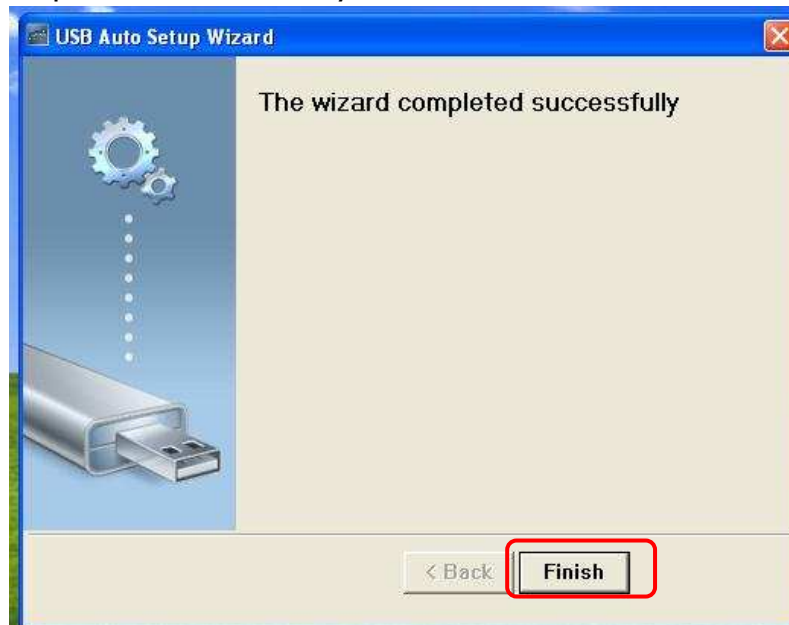 USB Auto Setup Wizard
The wizard completed successfully
< Back
Finish